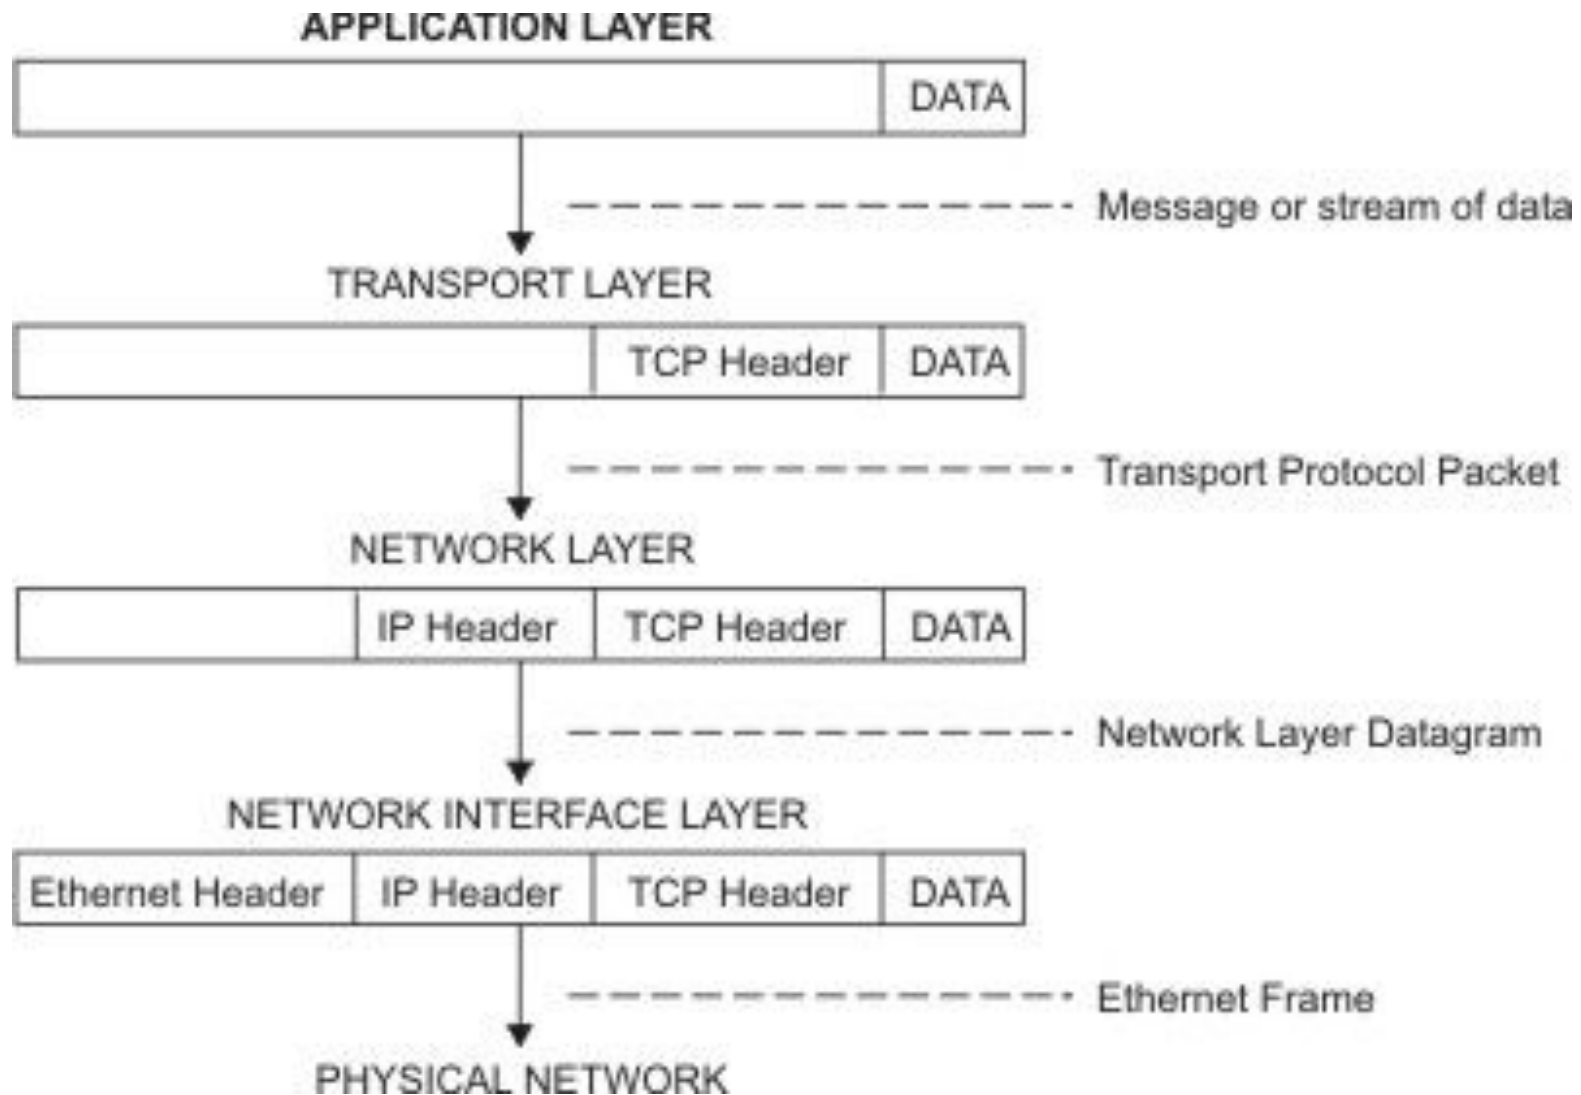 APPLICATION LAYER
DATA
Message or stream of data
TRANSPORT LAYER
TCP Header DATA
Transport Protocol Packet
NETWORK LAYER
IP Header TCP Header DATA
Network Layer Datagram
NETWORK INTERFACE LAYER
Ethernet Header IP Header TCP Header DATA
Ethernet Frame
PHYSICAL NETWORK